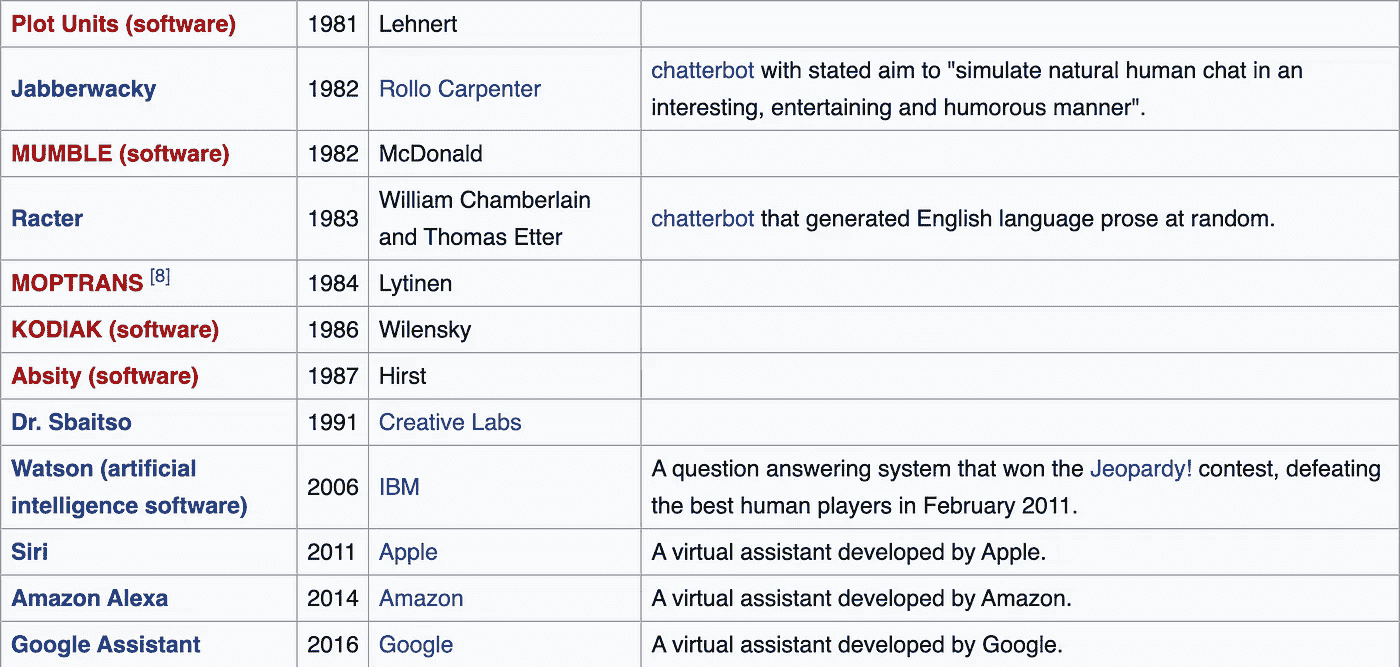 Plot Units (software) 1981 Lehnert
Jabberwacky 1982 Rollo Carpenter chatterbot with stated aim to "simulate natural human chat in an
interesting, entertaining and humorous manner".
MUMBLE (software) 1982 McDonald
Racter 1983 William Chamberlain
and Thomas Etter chatterbot that generated English language prose at random.
MOPTRANS [8] 1984 Lytinen
KODIAK (software) 1986 Wilensky
Absity (software) 1987 Hirst
Dr. Sbaitso 1991 Creative Labs
Watson (artificial
intelligence software) 2006 IBM A question answering system that won the Jeopardy! contest, defeating
the best human players in February 2011.
Siri 2011 Apple A virtual assistant developed by Apple.
Amazon Alexa 2014 Amazon A virtual assistant developed by Amazon.
Google Assistant 2016 Google A virtual assistant developed by Google.